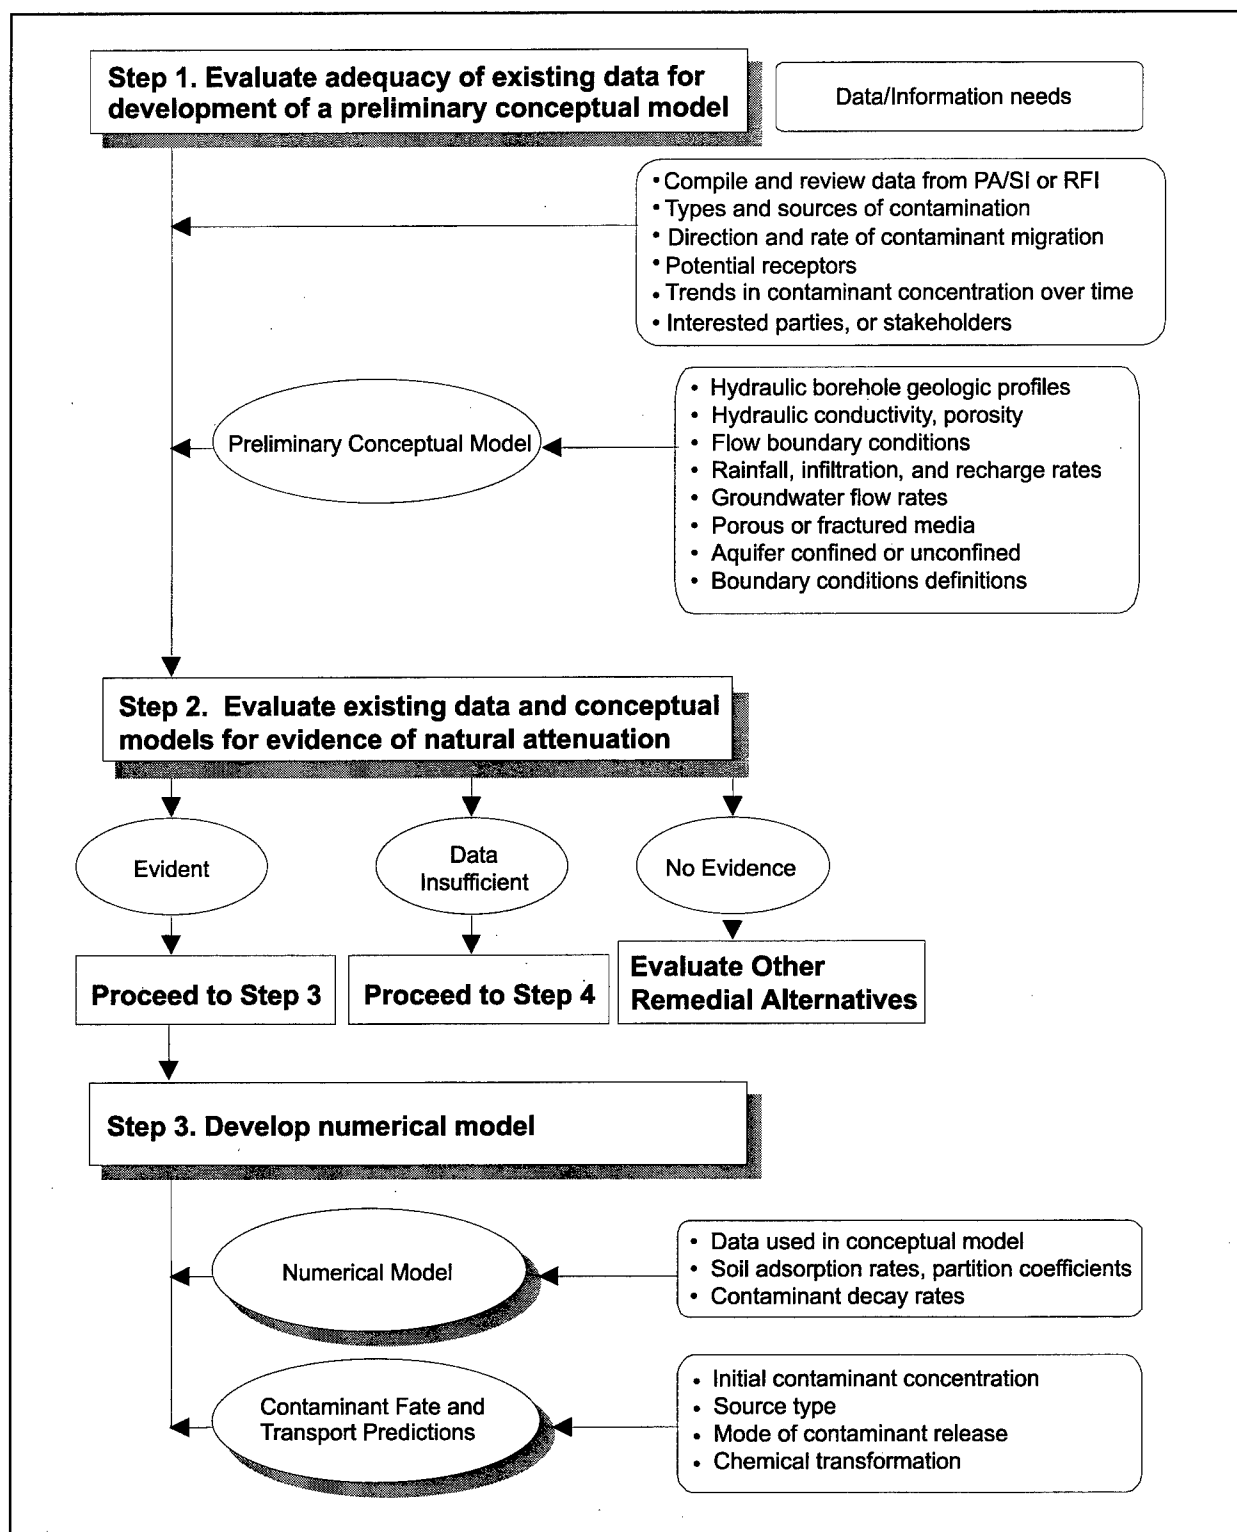 Step 1. Evaluate adequacy of existing data for
development of a preliminary conceptual model
Data/Information needs
• Compile and review data from PA/SI or RFI
• Types and sources of contamination
• Direction and rate of contaminant migration
• Potential receptors
• Trends in contaminant concentration over time
• Interested parties, or stakeholders
Preliminary Conceptual Model
• Hydraulic borehole geologic profiles
• Hydraulic conductivity, porosity
• Flow boundary conditions
• Rainfall, infiltration, and recharge rates
• Groundwater flow rates
• Porous or fractured media
• Aquifer confined or unconfined
• Boundary conditions definitions
Step 2. Evaluate existing data and conceptual
models for evidence of natural attenuation
Evident
Data
Insufficient
No Evidence
Proceed to Step 3
Proceed to Step 4
Evaluate Other
Remedial Alternatives
Step 3. Develop numerical model
Numerical Model
• Data used in conceptual model
• Soil adsorption rates, partition coefficients
• Contaminant decay rates
Contaminant Fate and
Transport Predictions
• Initial contaminant concentration
• Source type
• Mode of contaminant release
• Chemical transformation